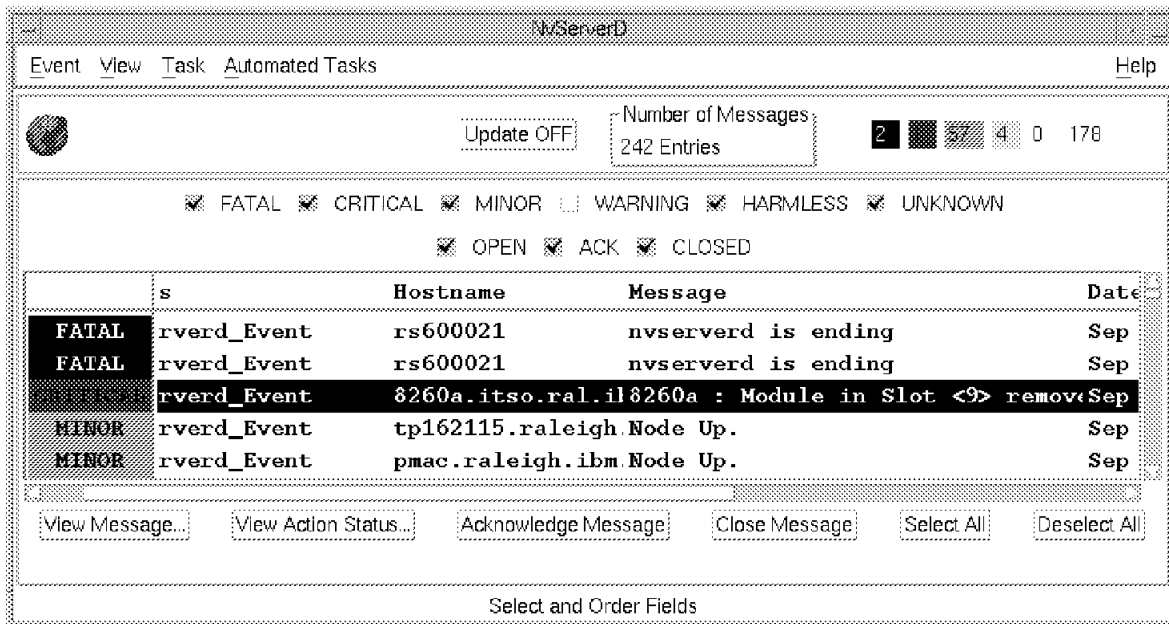 NvServerD
Event View Task Automated Tasks Help
Number of Messages
Update OFF 242 Entries 2 57 4 0 178
FATAL CRITICAL MINOR WARNING HARMLESS UNKNOWN
OPEN ACK CLOSED
s Hostname Message Date
FATAL rverd_Event rs600021 nvserverd is ending Sep
FATAL rverd_Event rs600021 nvserverd is ending Sep
rverd_Event 8260a.itso.ral.il 8260a : Module in Slot <9> remove Sep
MINOR rverd_Event tp162115.raleigh. Node Up. Sep
MINOR rverd_Event pmac.raleigh.ibm. Node Up. Sep
View Message... View Action Status... Acknowledge Message Close Message Select All Deselect All
Select and Order Fields